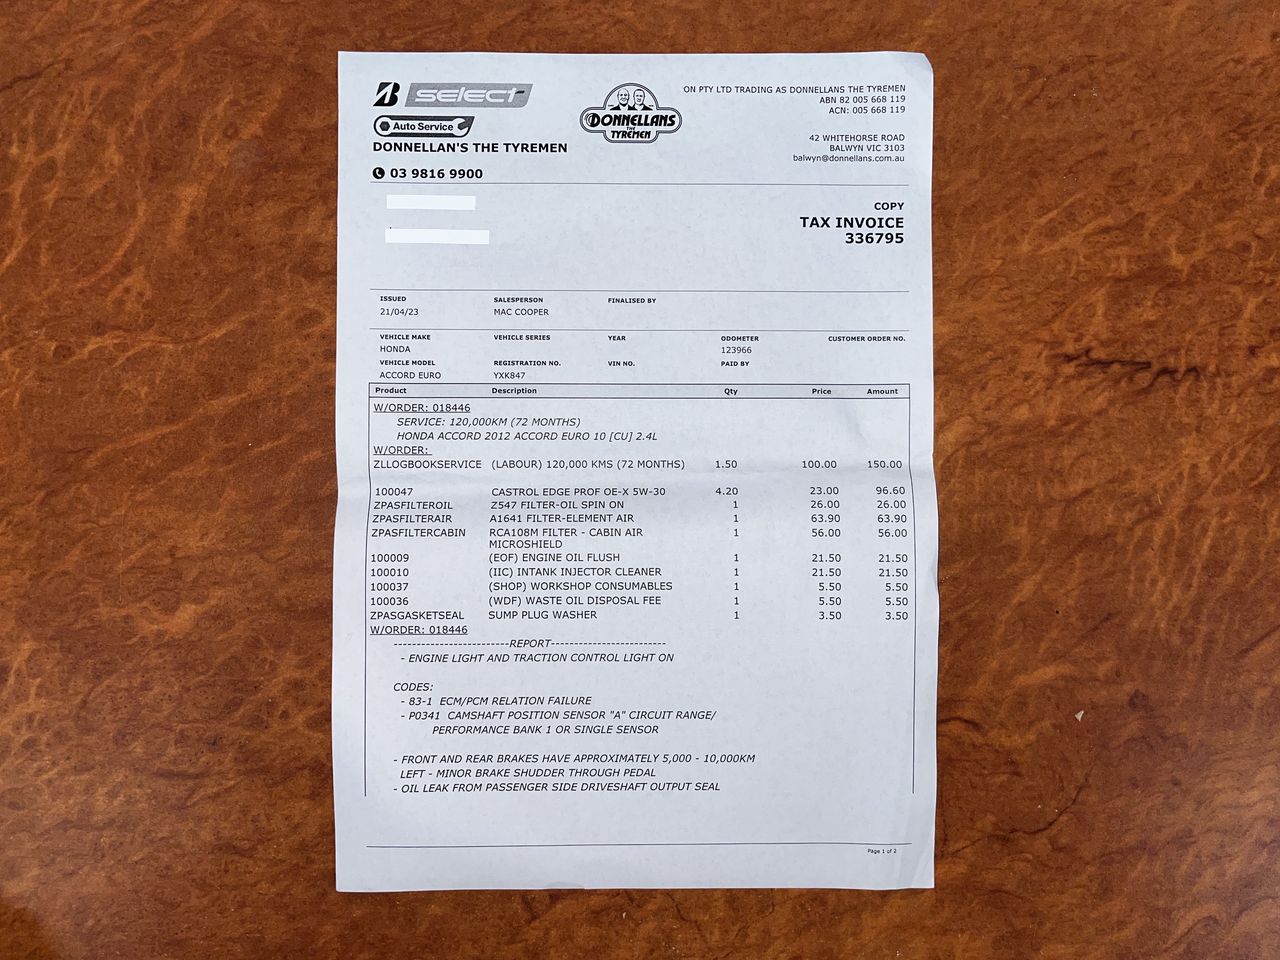 select
Auto Service
DONNELLAN'S THE TYREMEN
03 9816 9900
DONNELLANS
THE
TYREMEN
ON PTY LTD TRADING AS DONNELLANS THE TYREMEN
ABN 82 005 668 119
ACN: 005 668 119
42 WHITEHORSE ROAD
BALWYN VIC 3103
balwyn@donnellans.com.au
COPY
TAX INVOICE
336795
ISSUED SALESPERSON FINALISED BY
21/04/23 MAC COOPER
VEHICLE MAKE VEHICLE SERIES YEAR ODOMETER CUSTOMER ORDER NO.
HONDA 123966
VEHICLE MODEL REGISTRATION NO. VIN NO. PAID BY
ACCORD EURO YXK847
Product Description Qty Price Amount
W/ORDER: 018446
SERVICE: 120,000KM (72 MONTHS)
HONDA ACCORD 2012 ACCORD EURO 10 [CU] 2.4L
W/ORDER:
ZLLOGBOOKSERVICE (LABOUR) 120,000 KMS (72 MONTHS) 1.50 100.00 150.00
100047 CASTROL EDGE PROF OE-X 5W-30 4.20 23.00 96.60
ZPASFILTEROIL Z547 FILTER-OIL SPIN ON 1 26.00 26.00
ZPASFILTERAIR A1641 FILTER-ELEMENT AIR 1 63.90 63.90
ZPASFILTERCABIN RCA108M FILTER - CABIN AIR 1 56.00 56.00
MICROSHIELD
100009 (EOF) ENGINE OIL FLUSH 1 21.50 21.50
100010 (IIC) INTANK INJECTOR CLEANER 1 21.50 21.50
100037 (SHOP) WORKSHOP CONSUMABLES 1 5.50 5.50
100036 (WDF) WASTE OIL DISPOSAL FEE 1 5.50 5.50
ZPASGASKETSEAL SUMP PLUG WASHER 1 3.50 3.50
W/ORDER: 018446
-------------------------REPORT-------------------------
- ENGINE LIGHT AND TRACTION CONTROL LIGHT ON
CODES:
- 83-1 ECM/PCM RELATION FAILURE
- P0341 CAMSHAFT POSITION SENSOR "A" CIRCUIT RANGE/
PERFORMANCE BANK 1 OR SINGLE SENSOR
- FRONT AND REAR BRAKES HAVE APPROXIMATELY 5,000 - 10,000KM
LEFT - MINOR BRAKE SHUDDER THROUGH PEDAL
- OIL LEAK FROM PASSENGER SIDE DRIVESHAFT OUTPUT SEAL
Page 1 of 2